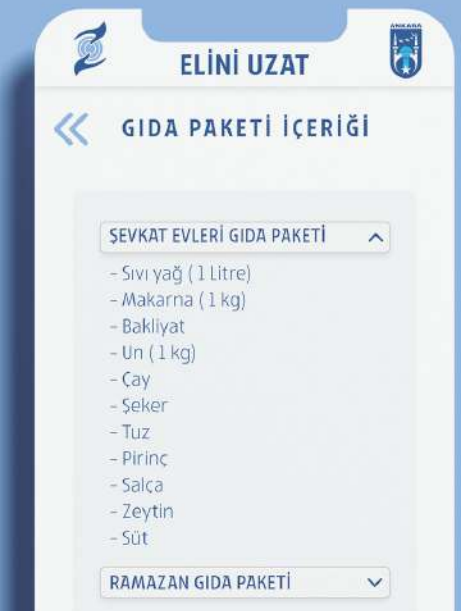 ANKARA
ELİNİ UZAT
GIDA PAKETİ İÇERİĞİ
ŞEVKAT EVLERİ GIDA PAKETİ
- Sıvı yağ ( 1 Litre)
- Makarna ( 1 kg)
- Bakliyat
- Un ( 1 kg)
- Çay
- Şeker
- Tuz
- Pirinç
- Salça
- Zeytin
- Süt
RAMAZAN GIDA PAKETİ